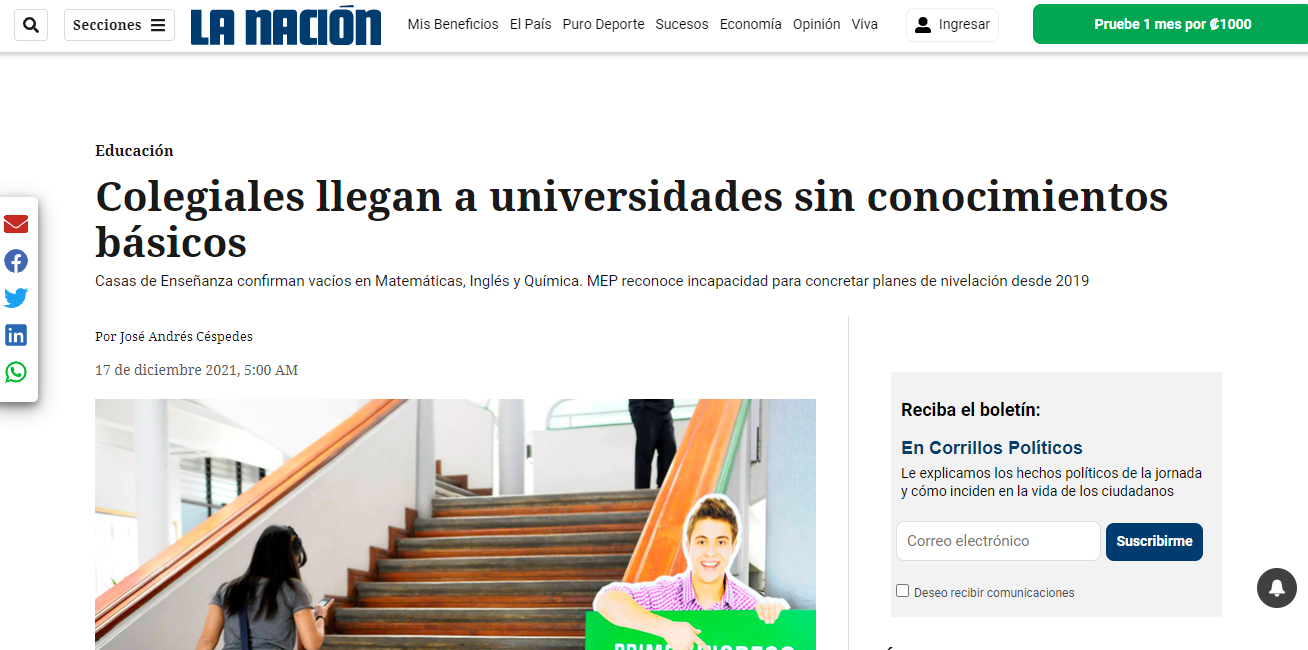 Secciones
LA NACIÓN
Mis Beneficios El País Puro Deporte Sucesos Economía Opinión Viva
Ingresar
Pruebe 1 mes por ₡1000
Educación
Colegiales llegan a universidades sin conocimientos
básicos
Casas de Enseñanza confirman vacíos en Matemáticas, Inglés y Química. MEP reconoce incapacidad para concretar planes de nivelación desde 2019
Por José Andrés Céspedes
17 de diciembre 2021, 5:00 AM
Reciba el boletín:
En Corrillos Políticos
Le explicamos los hechos políticos de la jornada
y cómo inciden en la vida de los ciudadanos
Correo electrónico
Suscribirme
Deseo recibir comunicaciones